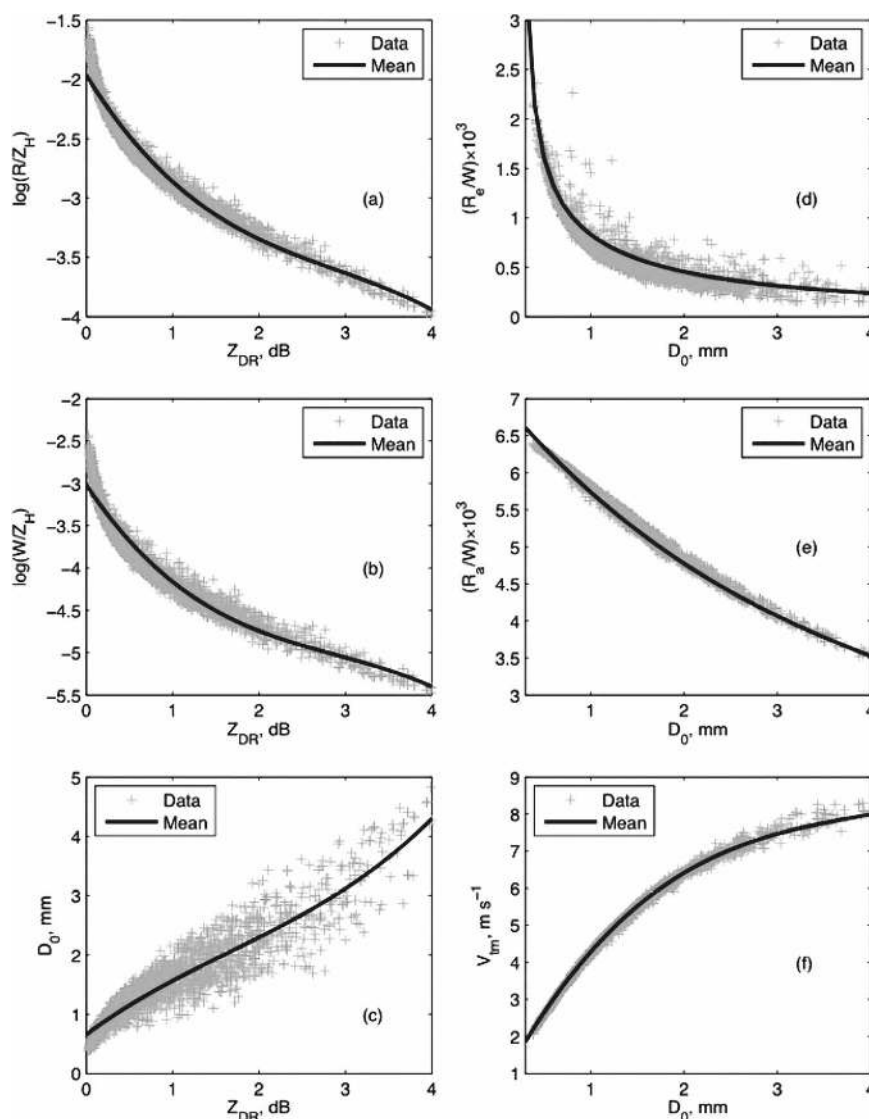 -1.5
-2
-2.5
-3
-3.5
-4
log(R/Z_H)
Data
Mean
(a)
0 1 2 3 4
Z_DR, dB
3
2.5
2
1.5
1
0.5
0
(R_e/W)×10^3
Data
Mean
(d)
1 2 3 4
D_0, mm
-2
-2.5
-3
-3.5
-4
-4.5
-5
-5.5
log(W/Z_H)
Data
Mean
(b)
0 1 2 3 4
Z_DR, dB
7
6.5
6
5.5
5
4.5
4
3.5
3
(R_a/W)×10^3
Data
Mean
(e)
1 2 3 4
D_0, mm
5
4
3
2
1
0
D_0, mm
Data
Mean
(c)
0 1 2 3 4
Z_DR, dB
9
8
7
6
5
4
3
2
1
V_tm, m s^-1
Data
Mean
(f)
1 2 3 4
D_0, mm